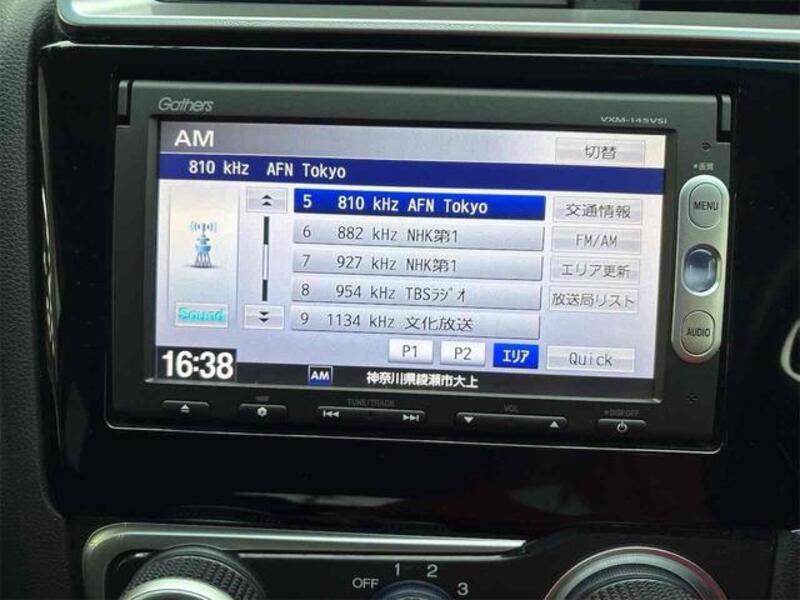 Gathers
VXM-145VSi
AM
切替
*画質
810 kHz AFN Tokyo
MENU
5 810 kHz AFN Tokyo
交通情報
6 882 kHz NHK第1
FM/AM
7 927 kHz NHK第1
エリア更新
8 954 kHz TBSラジオ
放送局リスト
Sound
9 1134 kHz 文化放送
AUDIO
P1 P2 エリア Quick
16:38
AM
神奈川県綾瀬市大上
TUNE/TRACK
VOL
*DISP.OFF
OFF 1 2 3